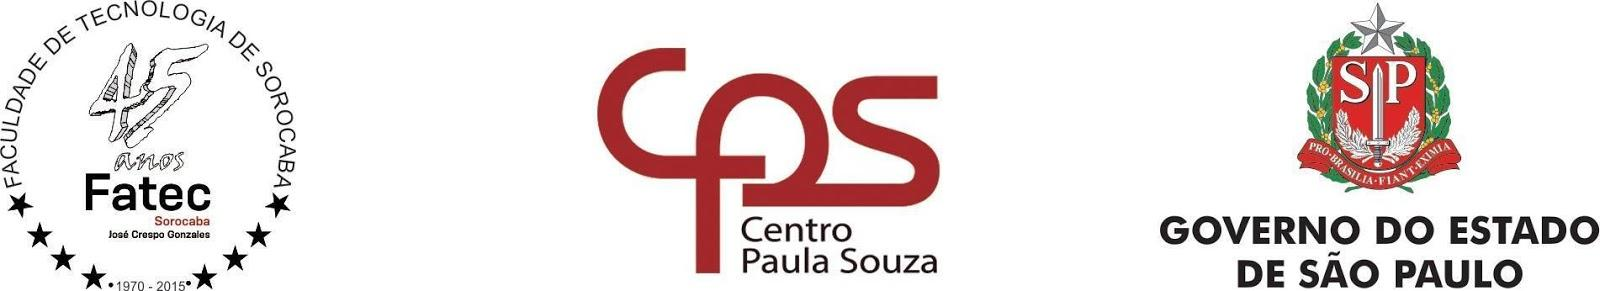 FACULDADE DE TECNOLOGIA DE SOROCABA
45
anos
Fatec
Sorocaba
José Crespo Gonzales
1970 - 2015
cps
Centro
Paula Souza
SP
PRO·BRASILIA·FIANT·EXIMIA
GOVERNO DO ESTADO
DE SÃO PAULO